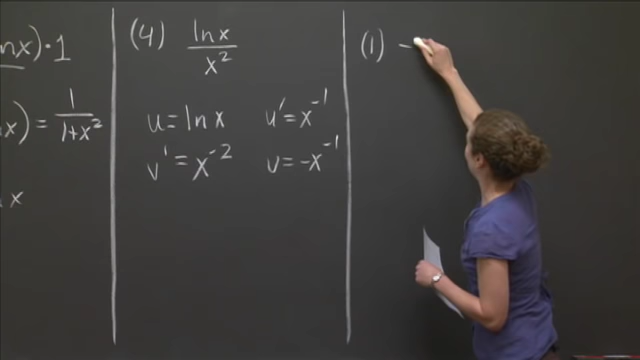 nx)·1
x) = 1/(1+x²)
x
(4) ln x / x²
u = ln x u' = x⁻¹
v' = x⁻² v = -x⁻¹
(1) -